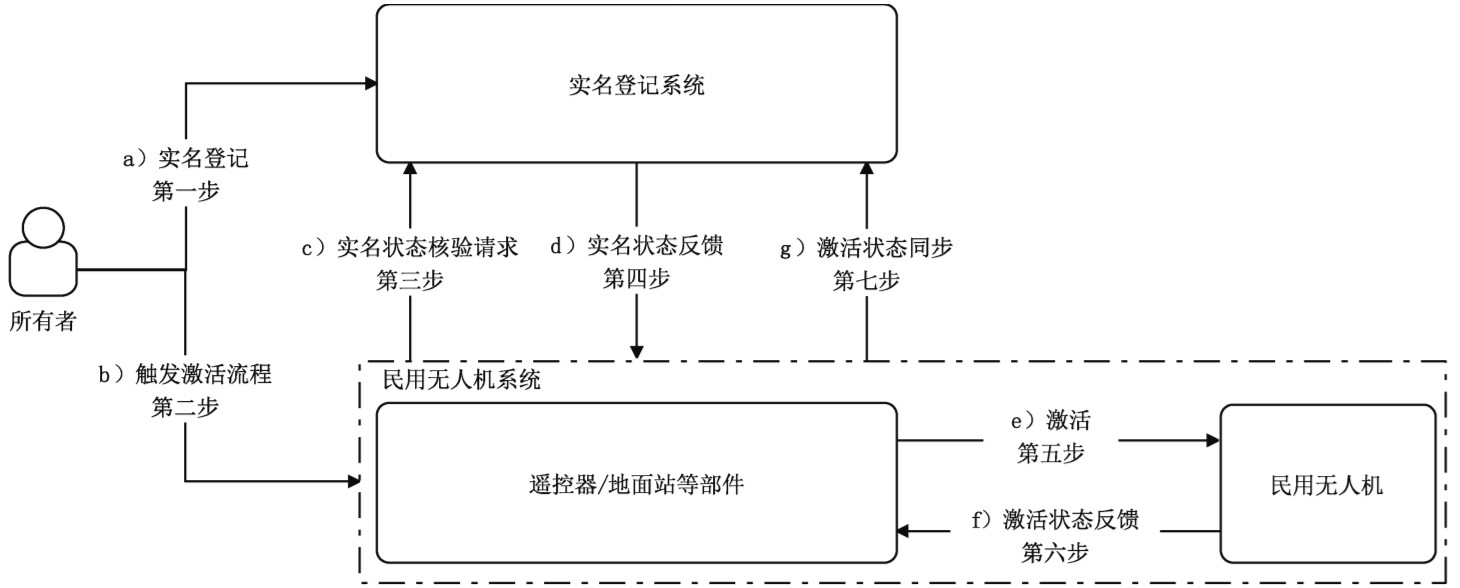 实名登记系统
a）实名登记
第一步
c）实名状态核验请求
第三步
d）实名状态反馈
第四步
g）激活状态同步
第七步
所有者
b）触发激活流程
第二步
民用无人机系统
遥控器/地面站等部件
e）激活
第五步
民用无人机
f）激活状态反馈
第六步